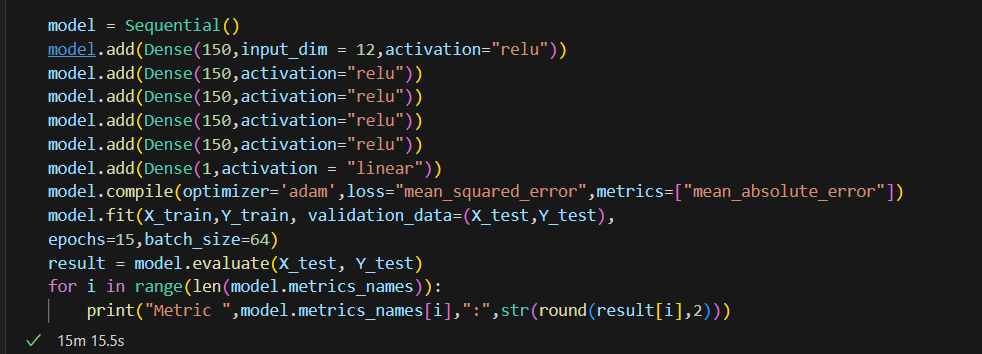 model = Sequential()
model.add(Dense(150,input_dim = 12,activation="relu"))
model.add(Dense(150,activation="relu"))
model.add(Dense(150,activation="relu"))
model.add(Dense(150,activation="relu"))
model.add(Dense(150,activation="relu"))
model.add(Dense(1,activation = "linear"))
model.compile(optimizer='adam',loss="mean_squared_error",metrics=["mean_absolute_error"])
model.fit(X_train,Y_train, validation_data=(X_test,Y_test),
epochs=15,batch_size=64)
result = model.evaluate(X_test, Y_test)
for i in range(len(model.metrics_names)):
    print("Metric ",model.metrics_names[i],":",str(round(result[i],2)))
15m 15.5s